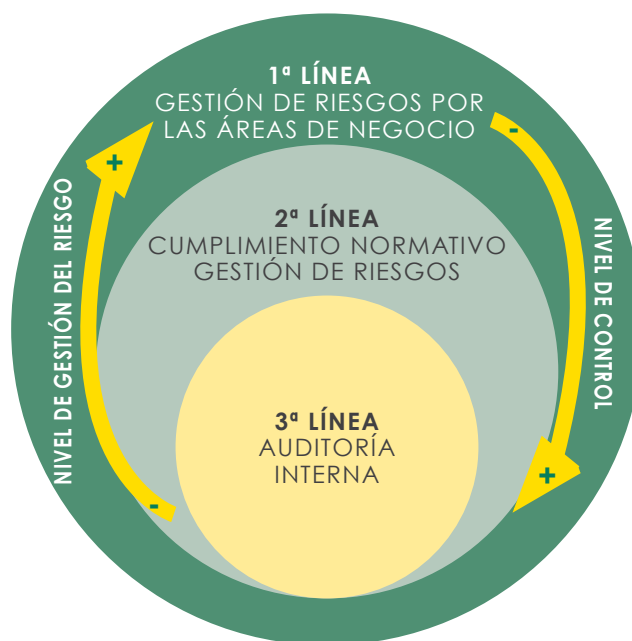 1ª LÍNEA
GESTIÓN DE RIESGOS POR
LAS ÁREAS DE NEGOCIO
-
+
2ª LÍNEA
CUMPLIMIENTO NORMATIVO
GESTIÓN DE RIESGOS
NIVEL DE GESTIÓN DEL RIESGO
NIVEL DE CONTROL
3ª LÍNEA
AUDITORÍA
INTERNA
+
-